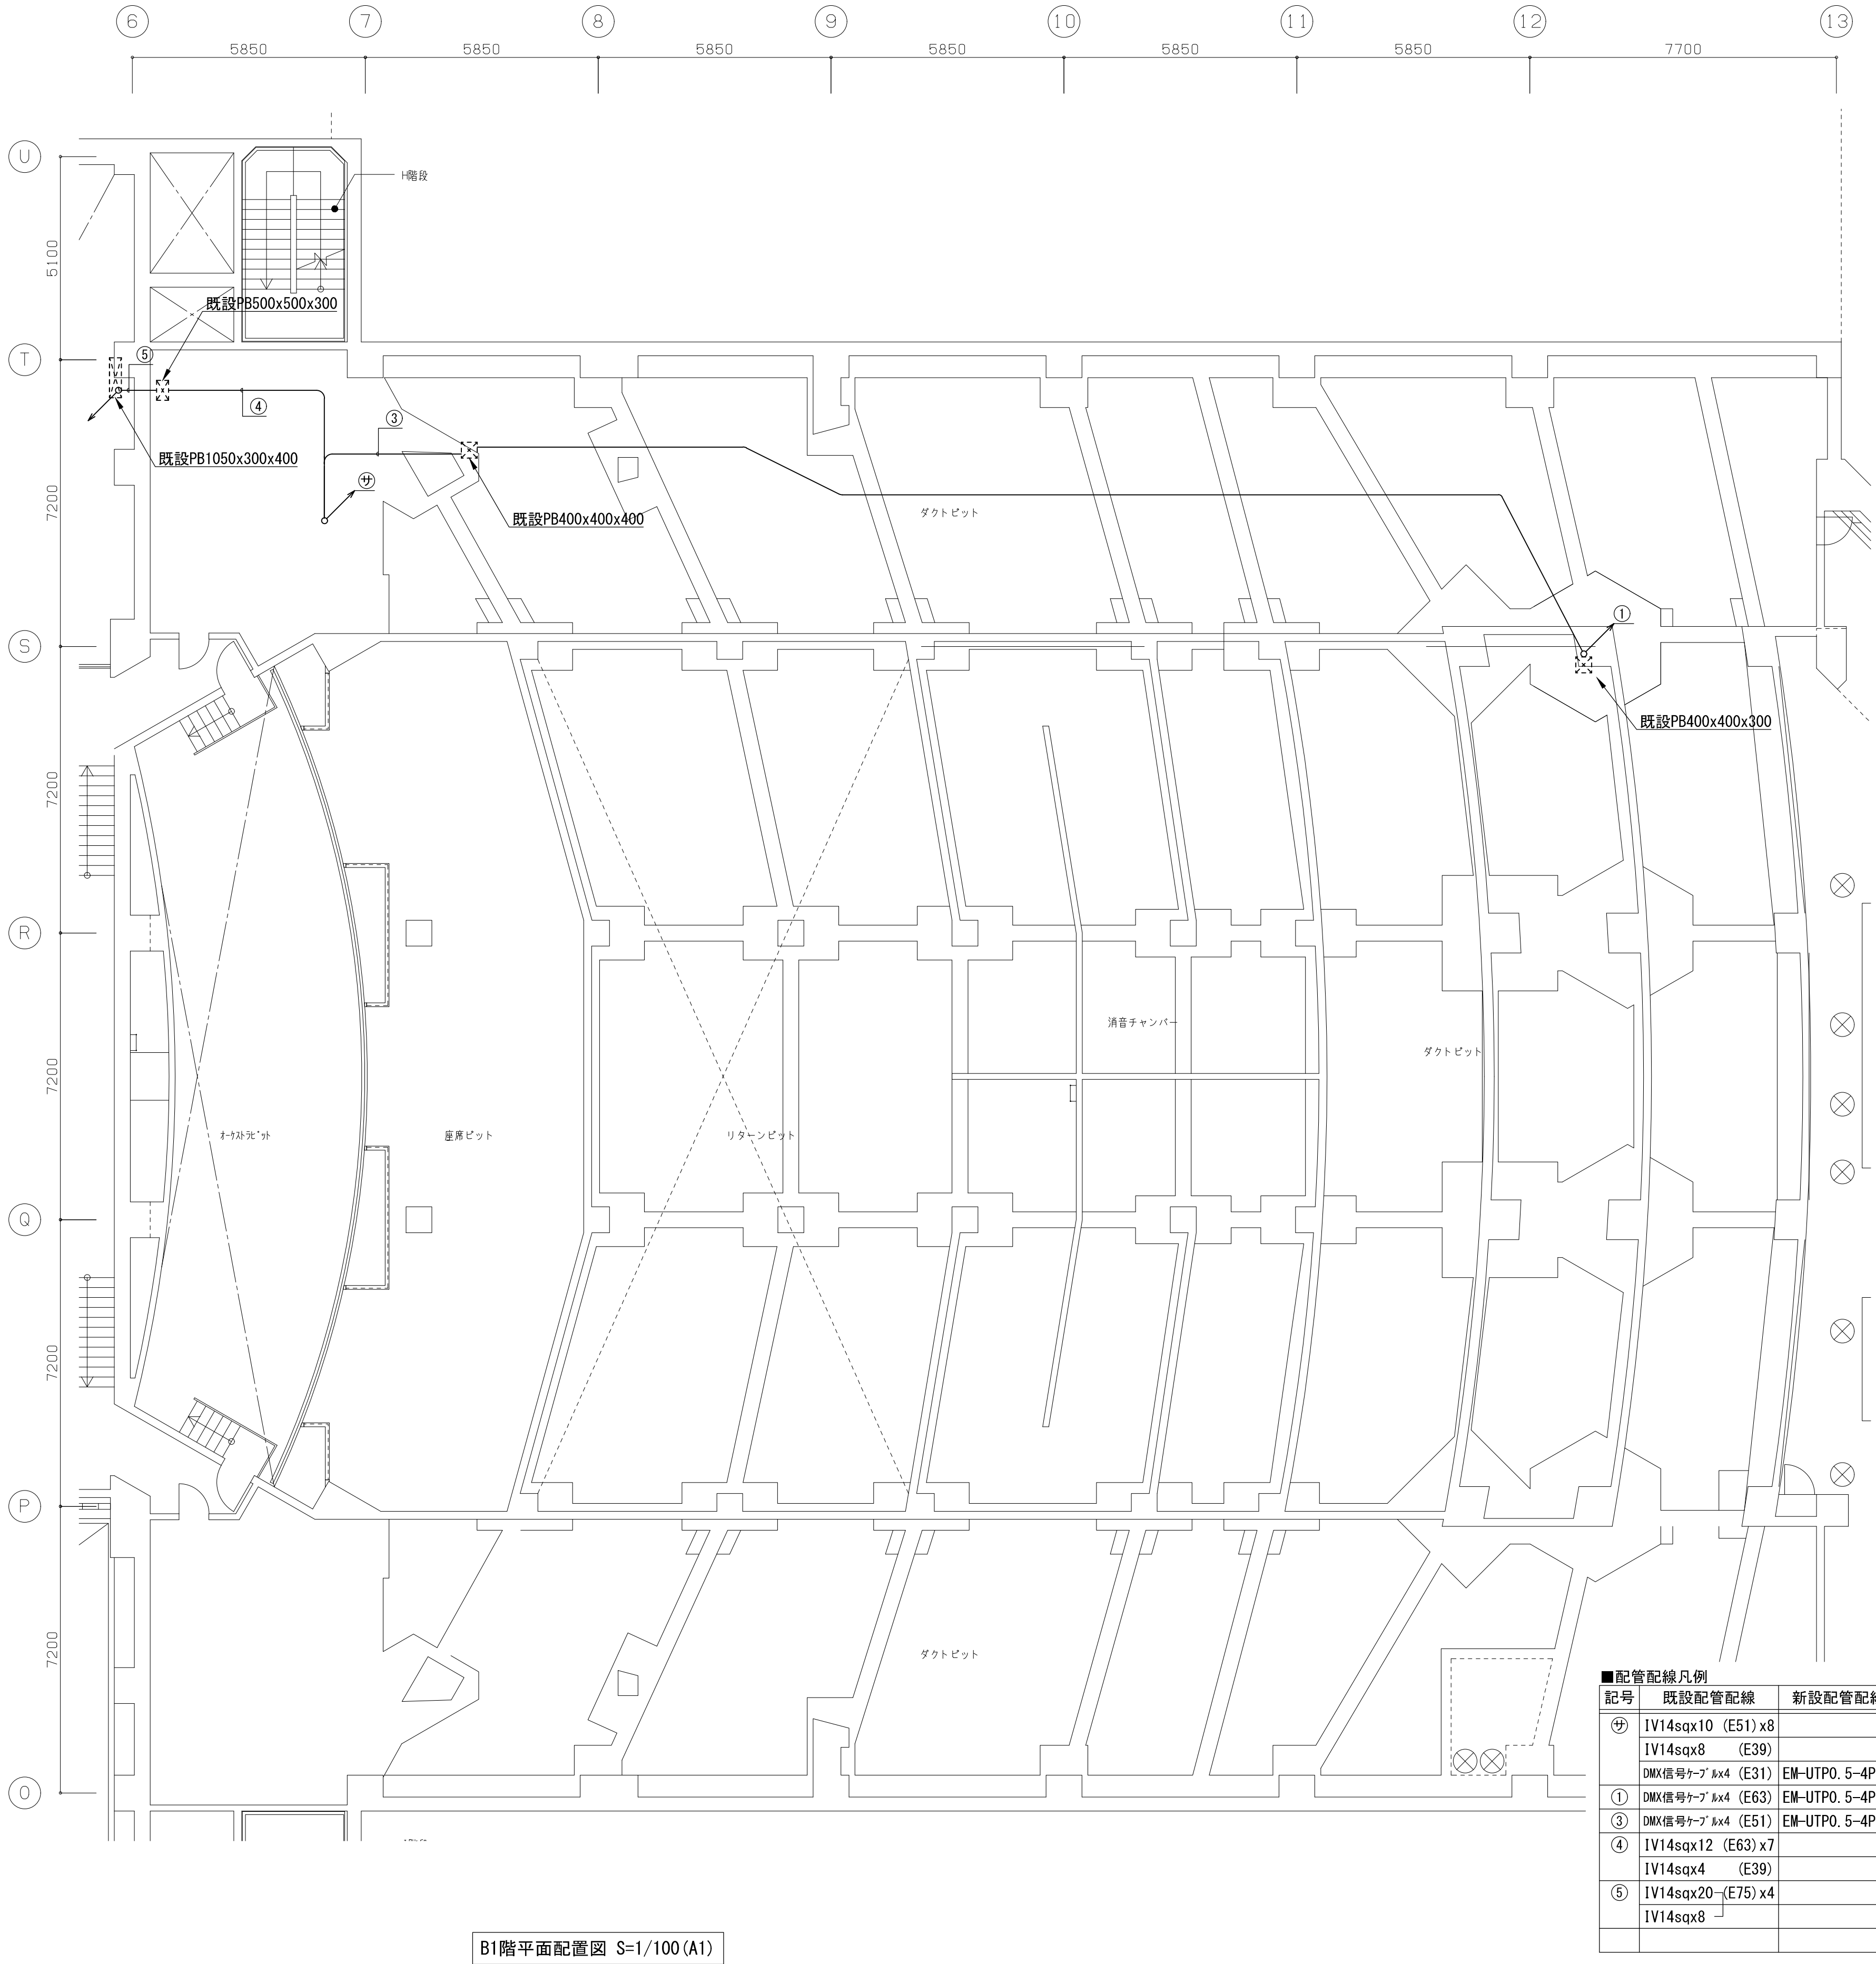 6 7 8 9 10 11 12 13
5850 5850 5850 5850 5850 5850 7700
U
H階段
5100
既設PB500x500x300
T
⑤
④
③
既設PB1050x300x400
㋚
既設PB400x400x400
ダクトピット
7200
①
S
既設PB400x400x300
7200
R
消音チャンバー
ダクトピット
7200
オーケストラピット
座席ピット
リターンピット
Q
7200
P
7200
ダクトピット
O
■配管配線凡例
記号 既設配管配線 新設配管配線
㋚ IV14sqx10 (E51)x8
IV14sqx8 (E39)
DMX信号ケーブルx4 (E31) EM-UTP0.5-4P
① DMX信号ケーブルx4 (E63) EM-UTP0.5-4P
③ DMX信号ケーブルx4 (E51) EM-UTP0.5-4P
④ IV14sqx12 (E63)x7
IV14sqx4 (E39)
⑤ IV14sqx20 (E75)x4
IV14sqx8
B1階平面配置図 S=1/100(A1)